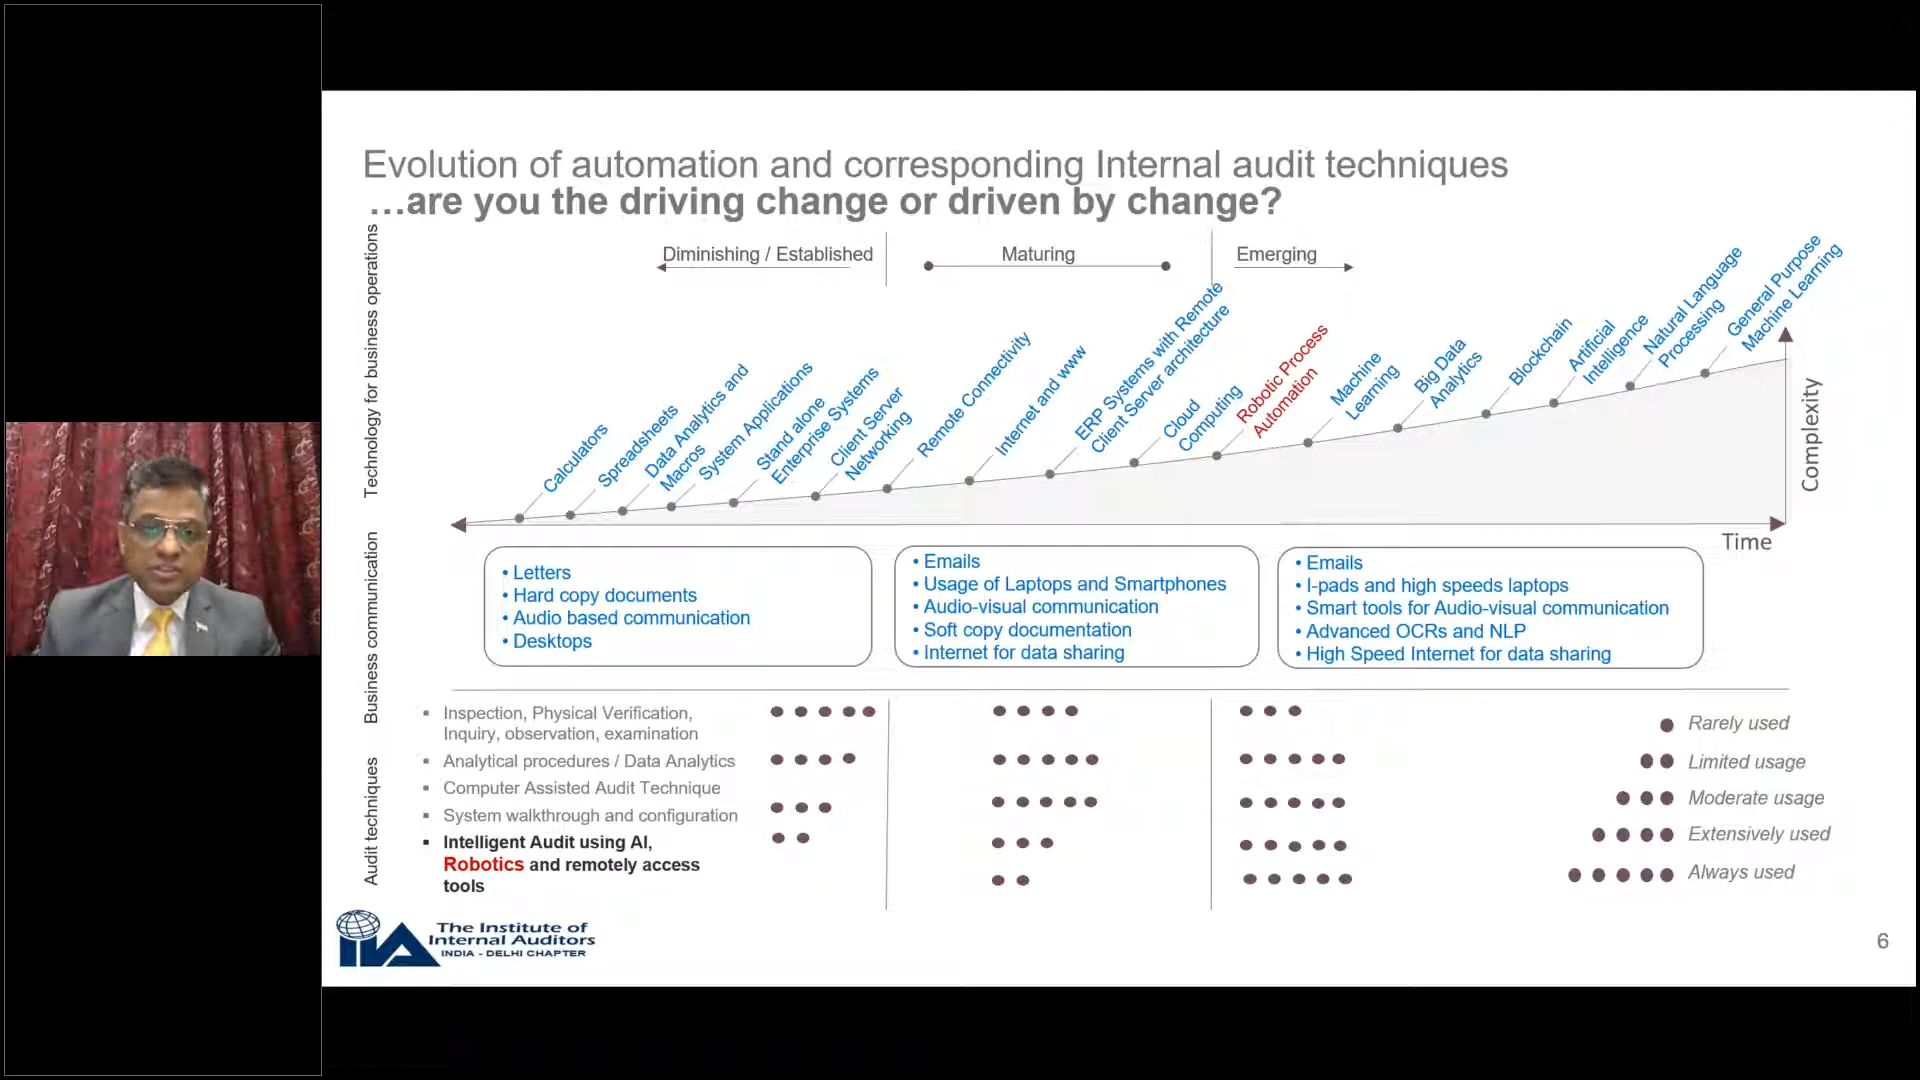 Evolution of automation and corresponding Internal audit techniques
...are you the driving change or driven by change?
Technology for business operations
Diminishing / Established
Maturing
Emerging
Calculators
Spreadsheets
Data Analytics and
Macros
System Applications
Stand alone
Enterprise Systems
Client Server
Networking
Remote Connectivity
Internet and www
ERP Systems with Remote
Client Server architecture
Cloud
Computing
Robotic Process
Automation
Machine
Learning
Big Data
Analytics
Blockchain
Artificial
Intelligence
Natural Language
Processing
General Purpose
Machine Learning
Complexity
Time
Business communication
• Letters
• Hard copy documents
• Audio based communication
• Desktops
• Emails
• Usage of Laptops and Smartphones
• Audio-visual communication
• Soft copy documentation
• Internet for data sharing
• Emails
• I-pads and high speeds laptops
• Smart tools for Audio-visual communication
• Advanced OCRs and NLP
• High Speed Internet for data sharing
Audit techniques
▪ Inspection, Physical Verification,
Inquiry, observation, examination
▪ Analytical procedures / Data Analytics
▪ Computer Assisted Audit Technique
▪ System walkthrough and configuration
▪ Intelligent Audit using AI,
Robotics and remotely access
tools
Rarely used
Limited usage
Moderate usage
Extensively used
Always used
IIA
The Institute of
Internal Auditors
INDIA - DELHI CHAPTER
6